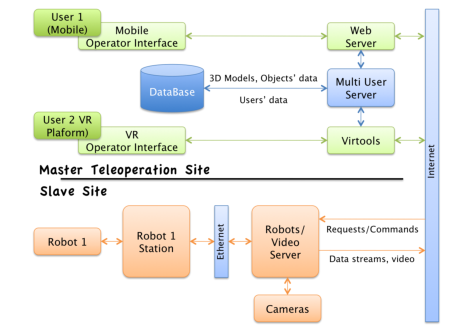 User 1
(Mobile)
Mobile
Operator Interface
Web
Server
3D Models, Objects' data
DataBase
Users' data
Multi User
Server
User 2 VR
Plaform)
VR
Operator Interface
Virtools
Internet
Master Teleoperation Site
Slave Site
Robot 1
Robot 1
Station
Ethernet
Robots/
Video
Server
Requests/Commands
Data streams, video
Cameras